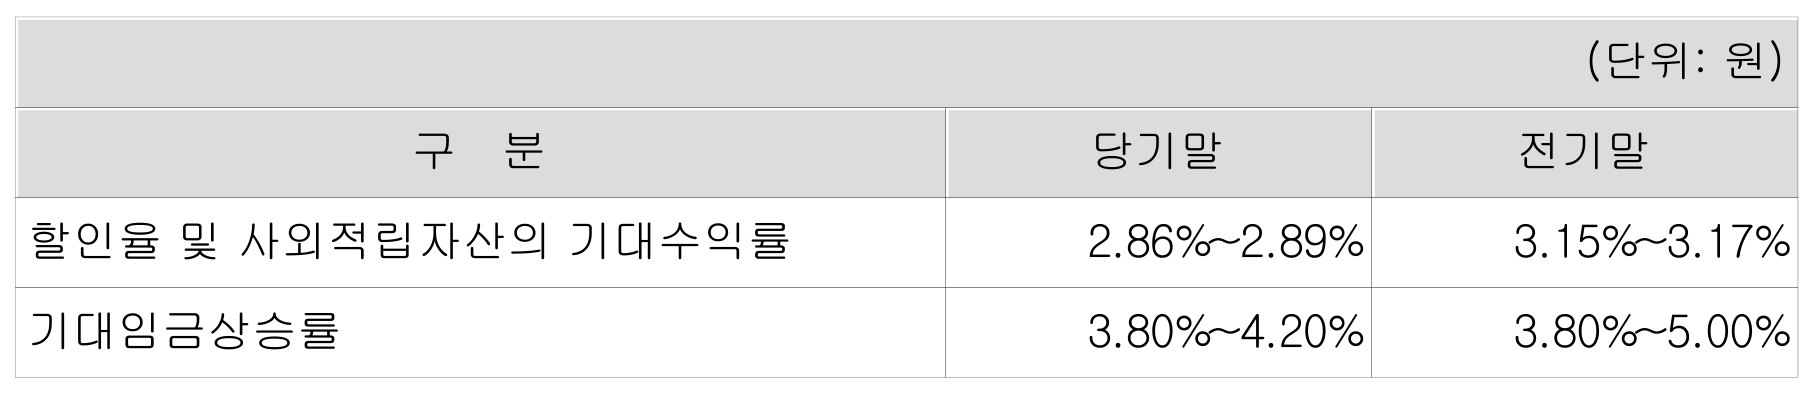 (단위: 원)
구 분 당기말 전기말
할인율 및 사외적립자산의 기대수익률 2.86%~2.89% 3.15%~3.17%
기대임금상승률 3.80%~4.20% 3.80%~5.00%